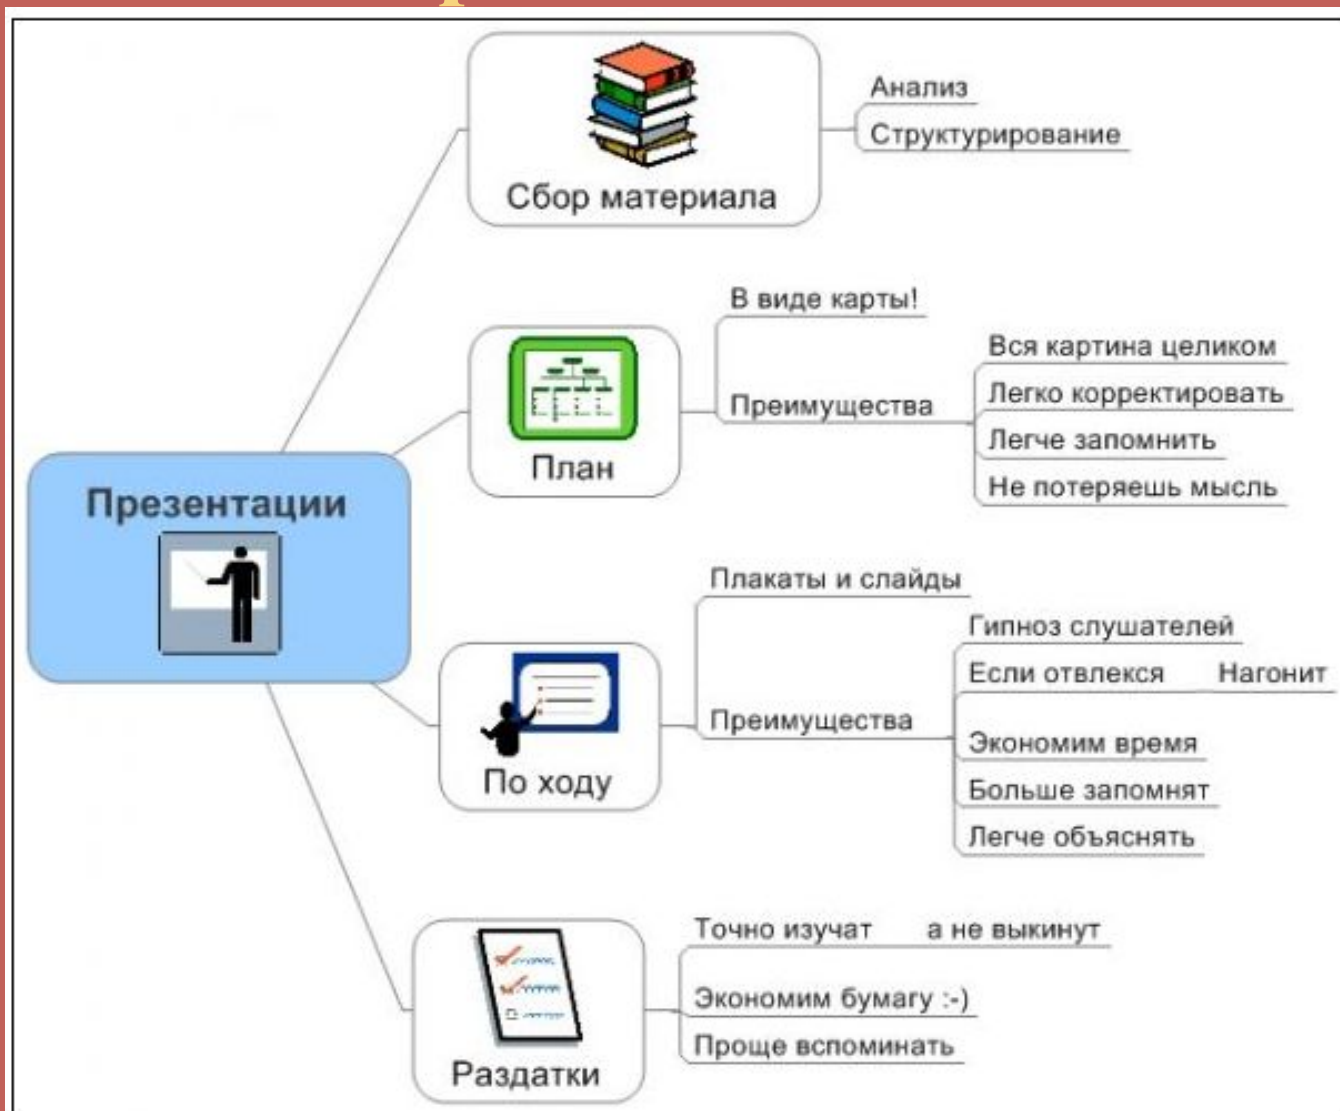 Презентации
Сбор материала
Анализ
Структурирование
План
В виде карты!
Преимущества
Вся картина целиком
Легко корректировать
Легче запомнить
Не потеряешь мысль
По ходу
Плакаты и слайды
Преимущества
Гипноз слушателей
Если отвлекся Нагонит
Экономим время
Больше запомнят
Легче объяснять
Раздатки
Точно изучат а не выкинут
Экономим бумагу :-)
Проще вспоминать